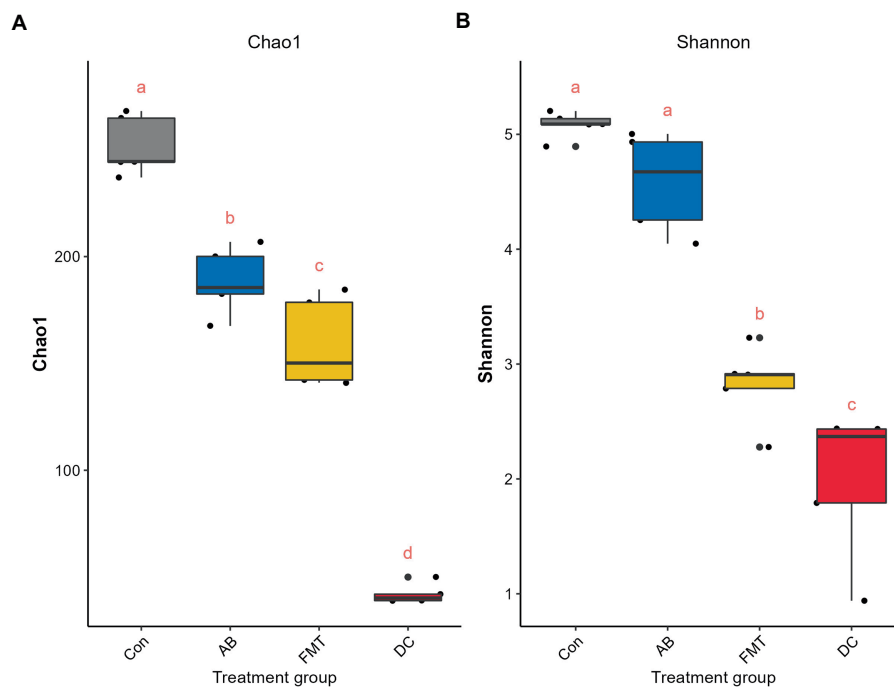 A
Chao1
a
b
c
d
200
100
Chao1
Con
AB
FMT
DC
Treatment group
B
Shannon
a
a
b
c
5
4
3
2
1
Shannon
Con
AB
FMT
DC
Treatment group